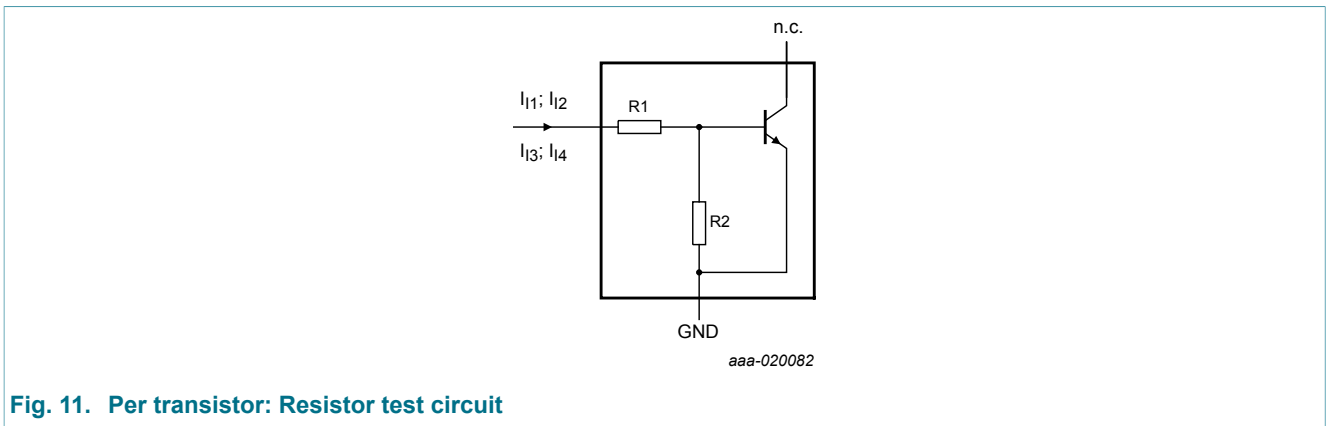 n.c.
I_I1; I_I2
R1
I_I3; I_I4
R2
GND
aaa-020082
Fig. 11. Per transistor: Resistor test circuit